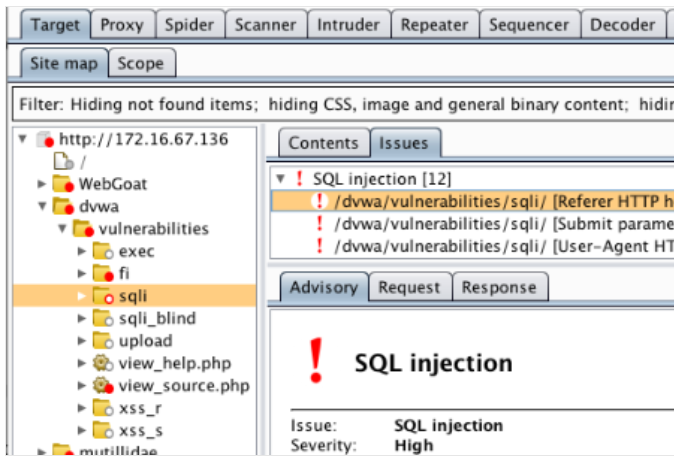 Target Proxy Spider Scanner Intruder Repeater Sequencer Decoder
Site map Scope
Filter: Hiding not found items; hiding CSS, image and general binary content; hidin
http://172.16.67.136
/
WebGoat
dvwa
vulnerabilities
exec
fi
sqli
sqli_blind
upload
view_help.php
view_source.php
xss_r
xss_s
mutillidae
Contents Issues
! SQL injection [12]
! /dvwa/vulnerabilities/sqli/ [Referer HTTP h
! /dvwa/vulnerabilities/sqli/ [Submit parame
! /dvwa/vulnerabilities/sqli/ [User-Agent HT
Advisory Request Response
! SQL injection
Issue: SQL injection
Severity: High